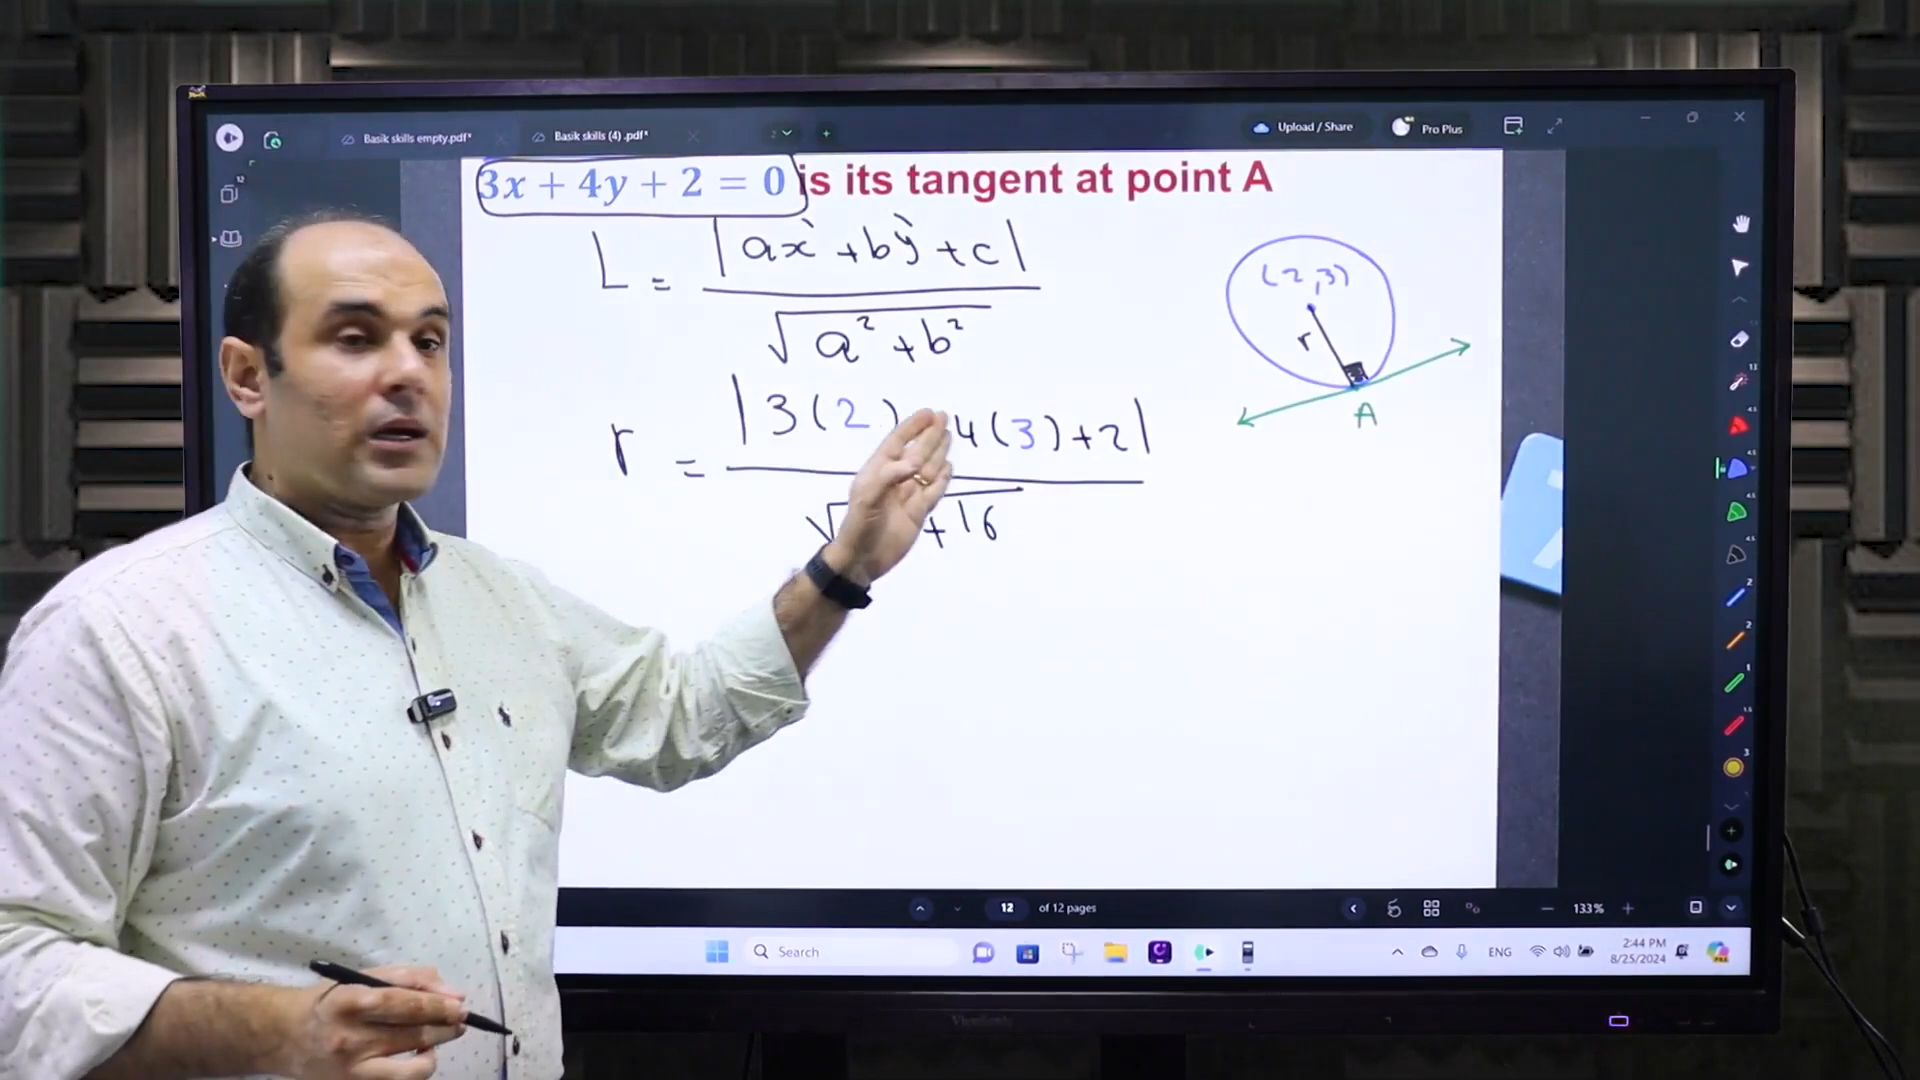 Basik skills empty.pdf*
Basik skills (4) .pdf*
Upload / Share
Pro Plus
3x + 4y + 2 = 0 is its tangent at point A
L = |ax` + by` + c|
√a² + b²
(2,3)
r
A
r = |3(2) 4(3)+2|
√ +16
12 of 12 pages
133%
Search
ENG
2:44 PM
8/25/2024
ViewSonic